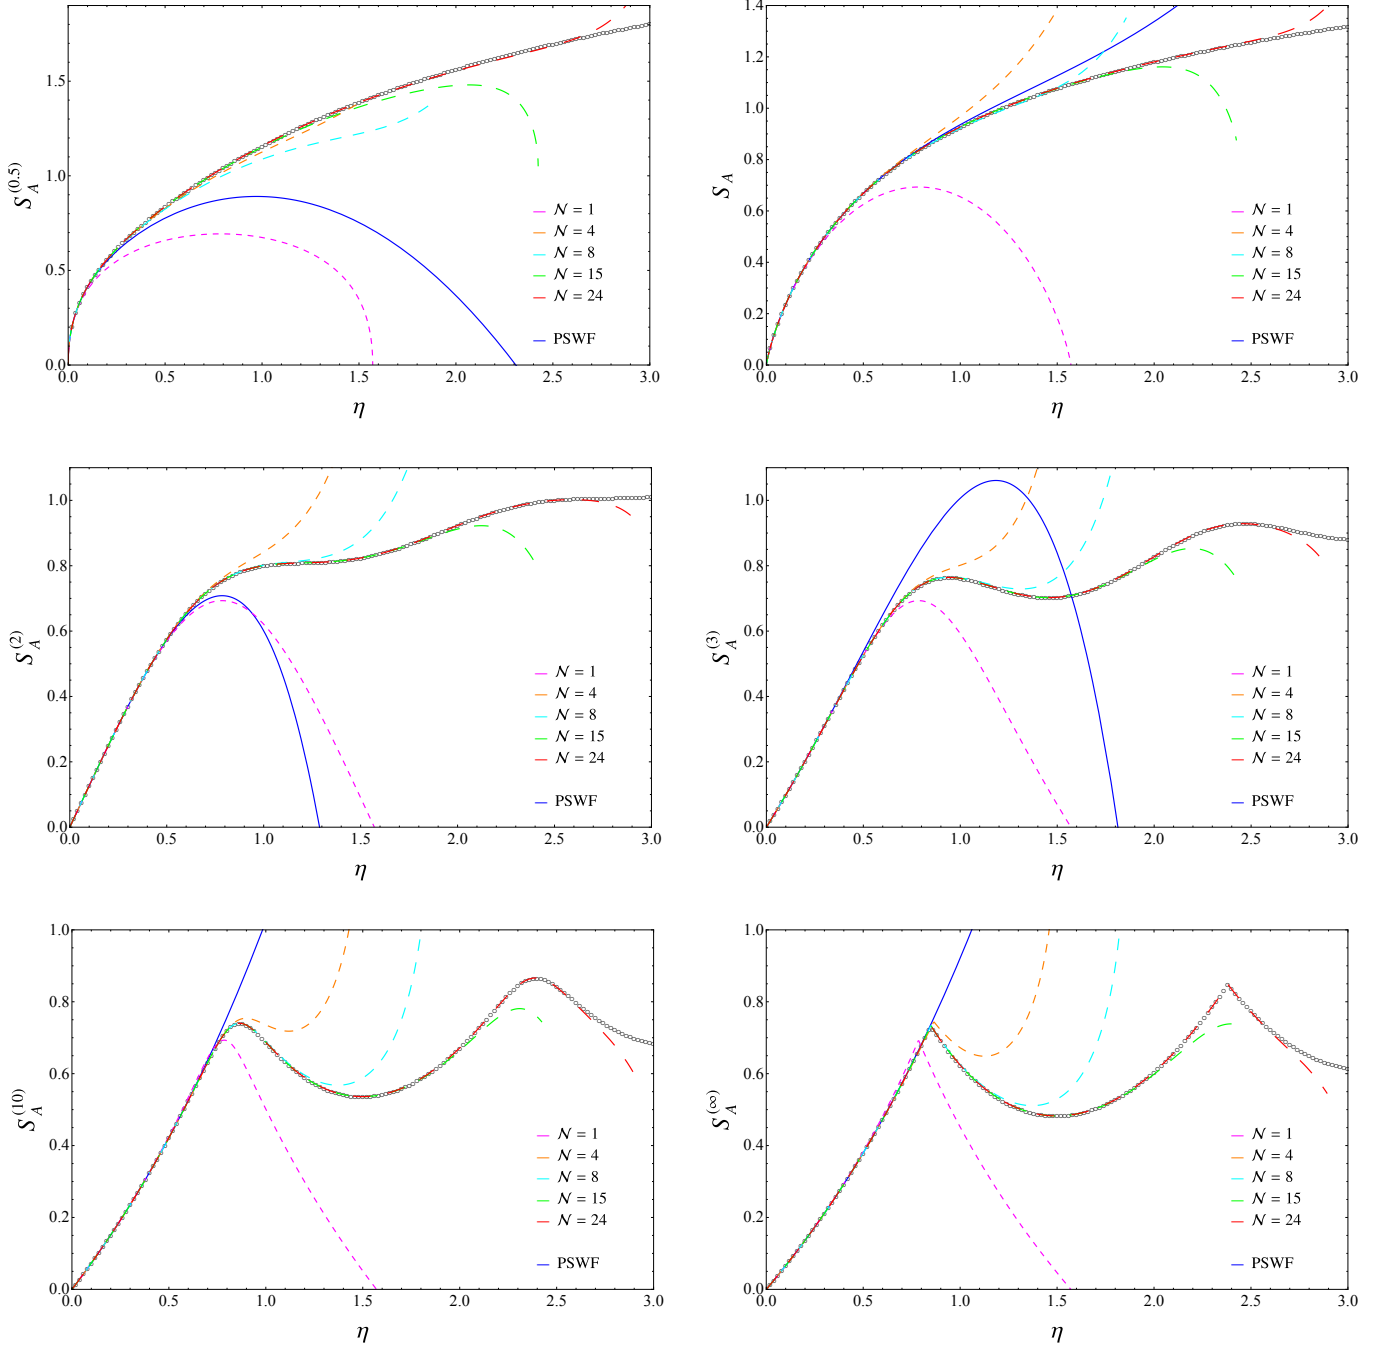 S_A^(0.5)
1.5
1.0
0.5
0.0
0.0 0.5 1.0 1.5 2.0 2.5 3.0
η
N = 1
N = 4
N = 8
N = 15
N = 24
PSWF
S_A
1.4
1.2
1.0
0.8
0.6
0.4
0.2
0.0
0.0 0.5 1.0 1.5 2.0 2.5 3.0
η
N = 1
N = 4
N = 8
N = 15
N = 24
PSWF
S_A^(2)
1.0
0.8
0.6
0.4
0.2
0.0
0.0 0.5 1.0 1.5 2.0 2.5 3.0
η
N = 1
N = 4
N = 8
N = 15
N = 24
PSWF
S_A^(3)
1.0
0.8
0.6
0.4
0.2
0.0
0.0 0.5 1.0 1.5 2.0 2.5 3.0
η
N = 1
N = 4
N = 8
N = 15
N = 24
PSWF
S_A^(10)
1.0
0.8
0.6
0.4
0.2
0.0
0.0 0.5 1.0 1.5 2.0 2.5 3.0
η
N = 1
N = 4
N = 8
N = 15
N = 24
PSWF
S_A^(∞)
1.0
0.8
0.6
0.4
0.2
0.0
0.0 0.5 1.0 1.5 2.0 2.5 3.0
η
N = 1
N = 4
N = 8
N = 15
N = 24
PSWF